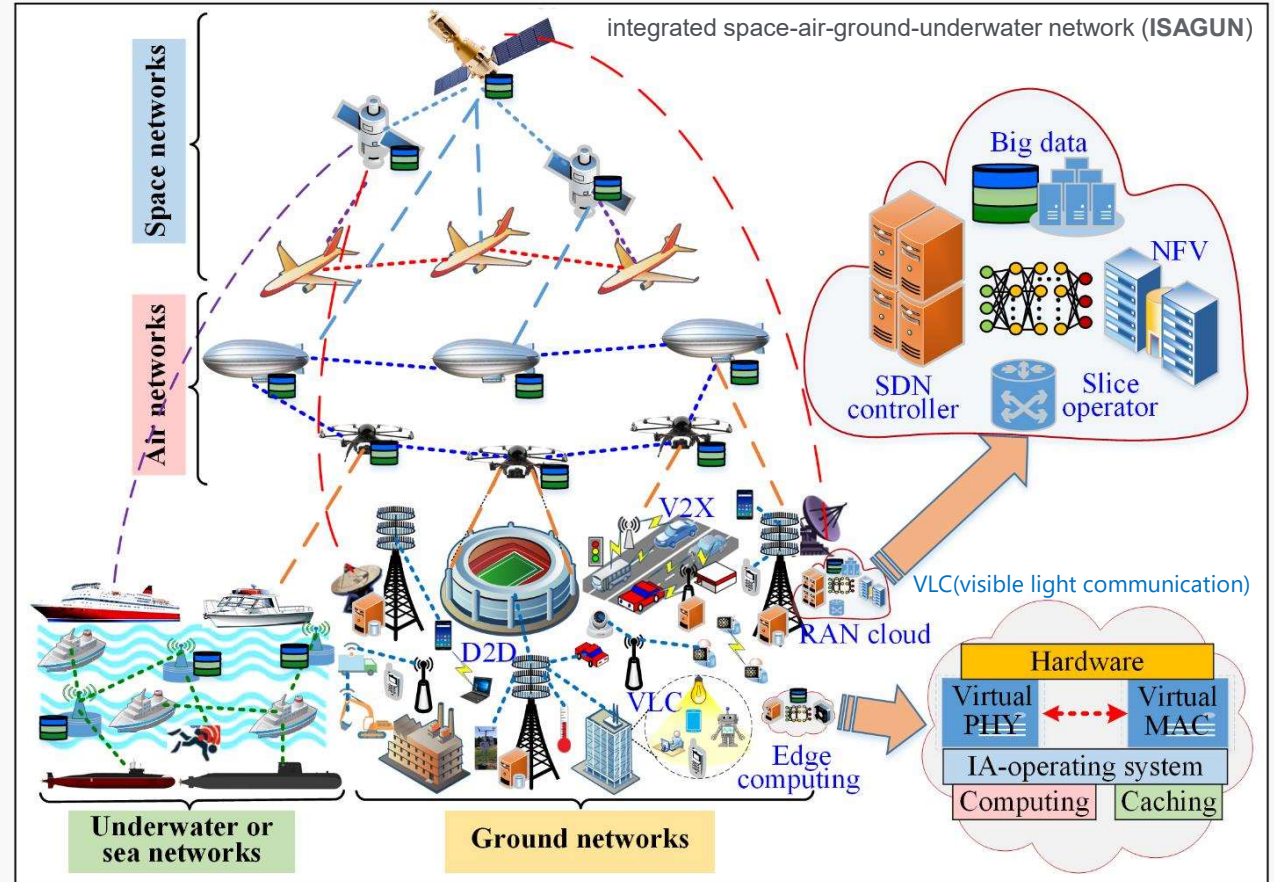 integrated space-air-ground-underwater network (ISAGUN)
Space networks
Air networks
Big data
NFV
SDN
controller
Slice
operator
V2X
D2D
VLC
RAN cloud
Edge
computing
VLC(visible light communication)
Hardware
Virtual
PHY
Virtual
MAC
IA-operating system
Computing
Caching
Underwater or
sea networks
Ground networks